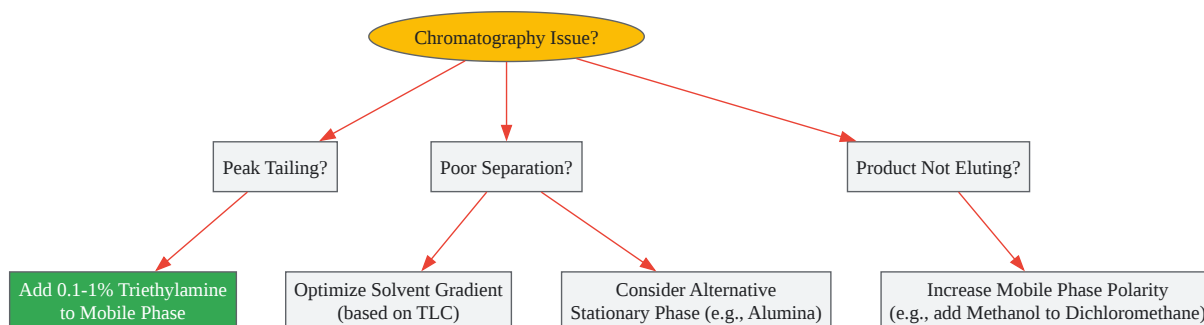 Chromatography Issue?
Peak Tailing?
Poor Separation?
Product Not Eluting?
Add 0.1-1% Triethylamine
to Mobile Phase
Optimize Solvent Gradient
(based on TLC)
Consider Alternative
Stationary Phase (e.g., Alumina)
Increase Mobile Phase Polarity
(e.g., add Methanol to Dichloromethane)